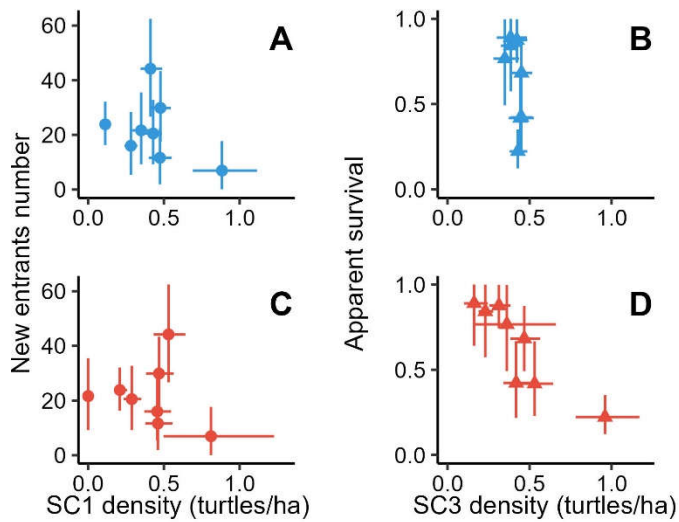 A
B
60
40
20
0
0.0 0.5 1.0
1.0
0.5
0.0
0.0 0.5 1.0
New entrants number
Apparent survival
C
D
60
40
20
0
0.0 0.5 1.0
SC1 density (turtles/ha)
1.0
0.5
0.0
0.0 0.5 1.0
SC3 density (turtles/ha)